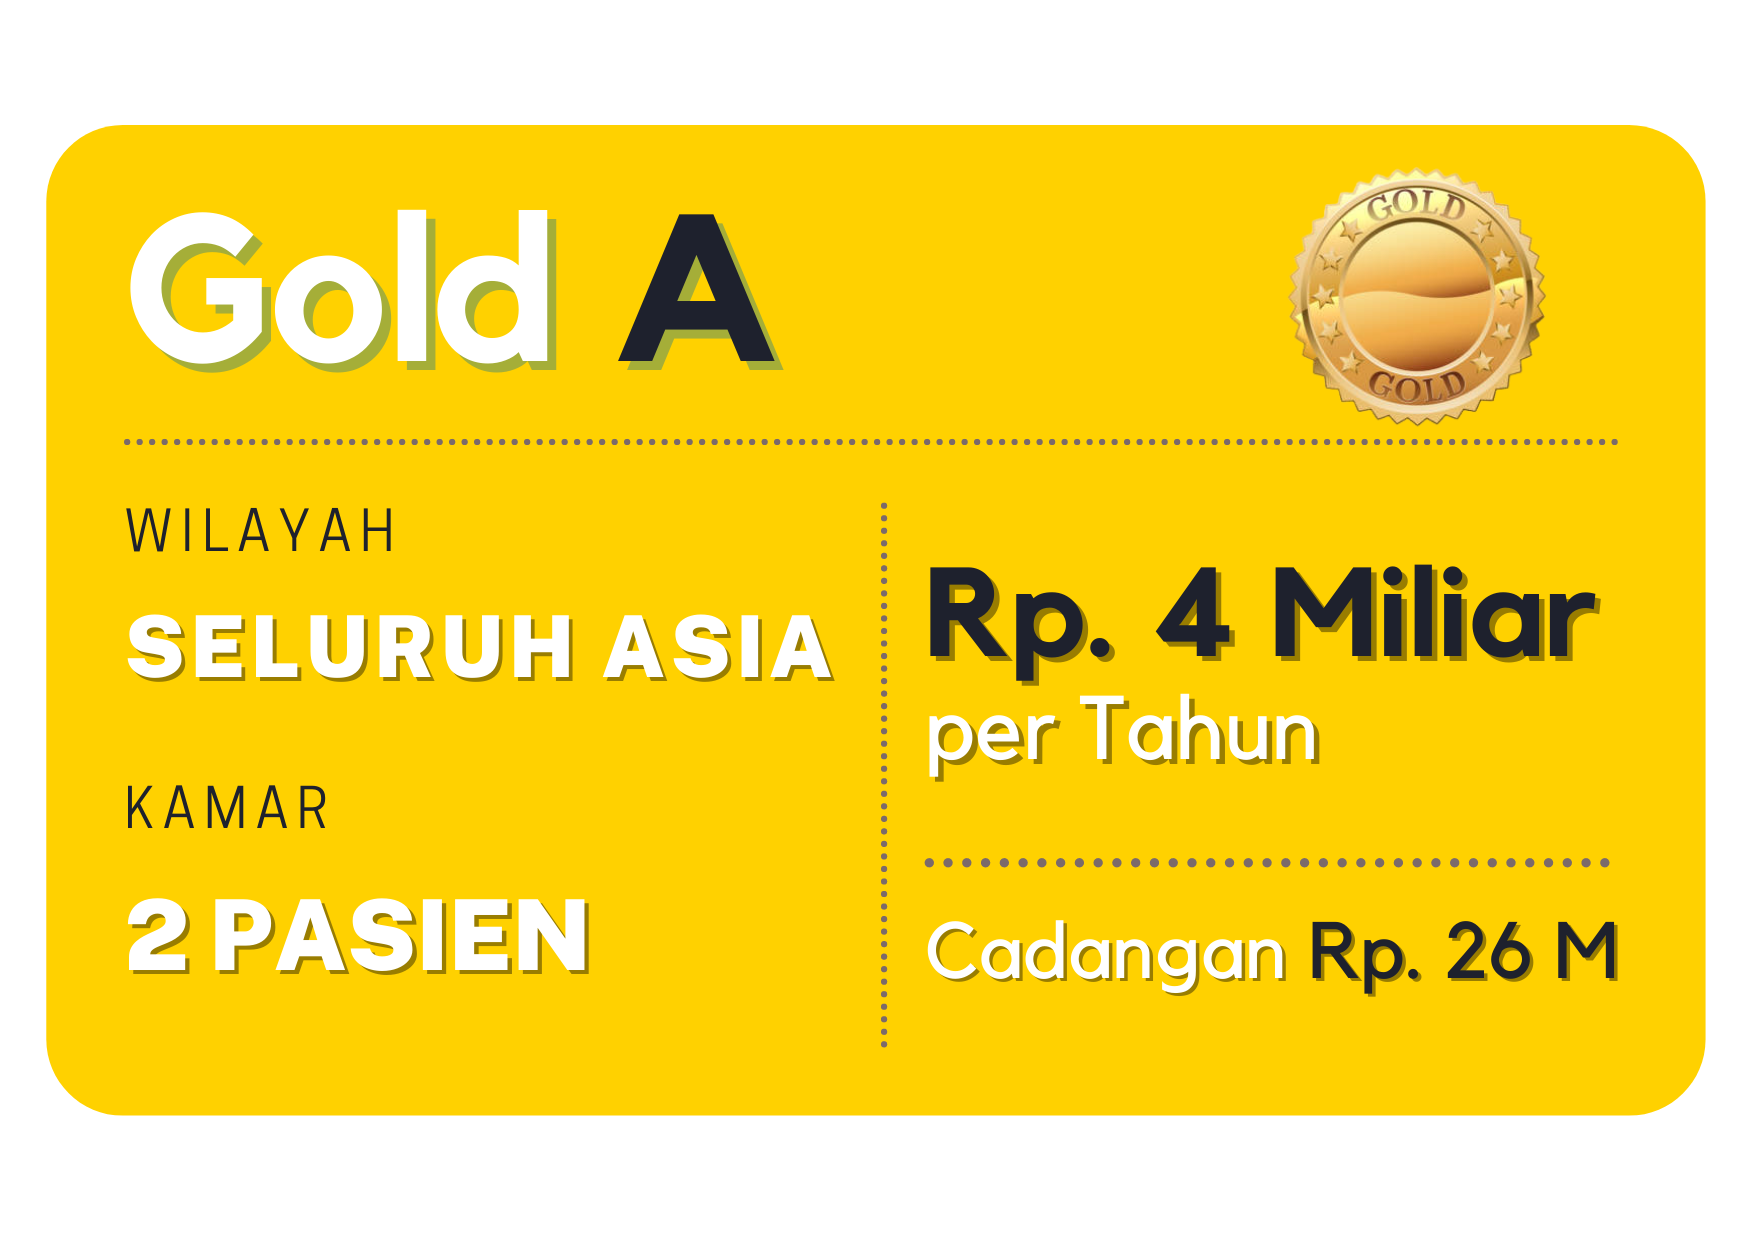 Gold A
GOLD
GOLD
WILAYAH
SELURUH ASIA
KAMAR
2 PASIEN
Rp. 4 Miliar
per Tahun
Cadangan Rp. 26 M